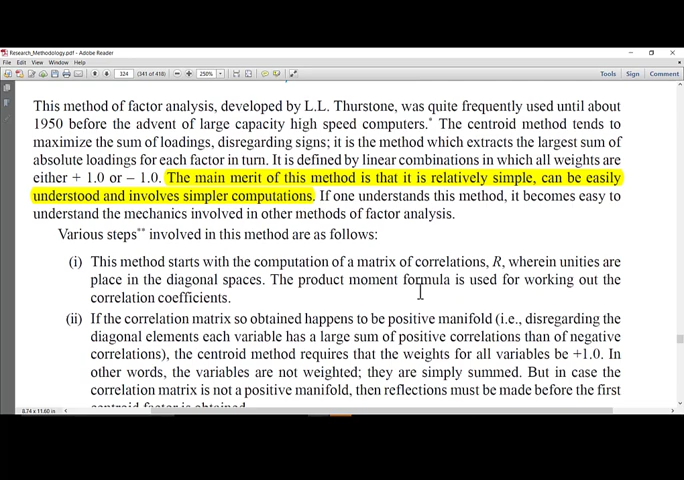 Research_Methodology.pdf - Adobe Reader
File Edit View Window Help
324 (341 of 418) 250% Tools Sign Comment
This method of factor analysis, developed by L.L. Thurstone, was quite frequently used until about
1950 before the advent of large capacity high speed computers.* The centroid method tends to
maximize the sum of loadings, disregarding signs; it is the method which extracts the largest sum of
absolute loadings for each factor in turn. It is defined by linear combinations in which all weights are
either + 1.0 or – 1.0. The main merit of this method is that it is relatively simple, can be easily
understood and involves simpler computations. If one understands this method, it becomes easy to
understand the mechanics involved in other methods of factor analysis.
Various steps** involved in this method are as follows:
(i) This method starts with the computation of a matrix of correlations, R, wherein unities are
place in the diagonal spaces. The product moment formula is used for working out the
correlation coefficients.
(ii) If the correlation matrix so obtained happens to be positive manifold (i.e., disregarding the
diagonal elements each variable has a large sum of positive correlations than of negative
correlations), the centroid method requires that the weights for all variables be +1.0. In
other words, the variables are not weighted; they are simply summed. But in case the
correlation matrix is not a positive manifold, then reflections must be made before the first
centroid factor is obtained.
8.74 x 11.60 in